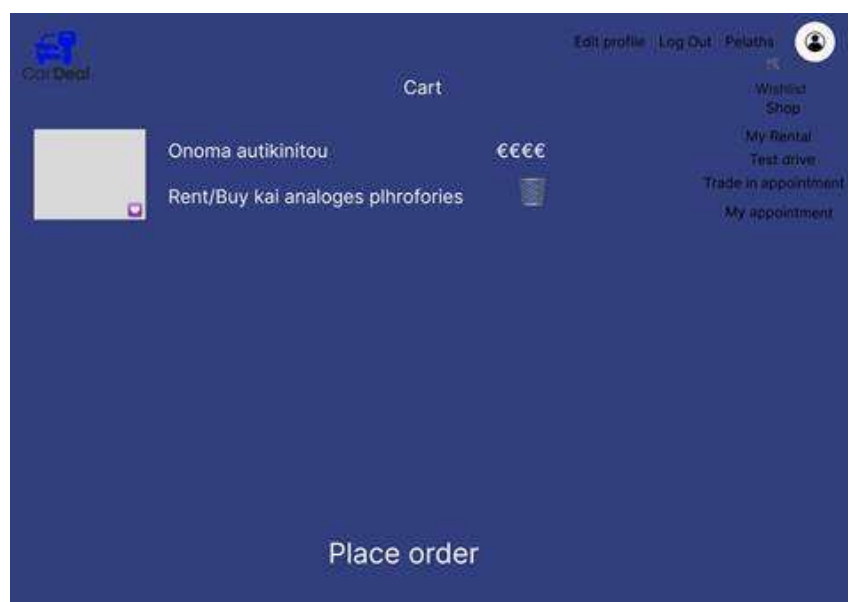 Edit profile Log Out Pelaths
CarDeal
Cart
Wishlist
Shop
Onoma autikinitou €€€€
My Rental
Test drive
Rent/Buy kai analoges plhrofories
Trade in appointment
My appointment
Place order